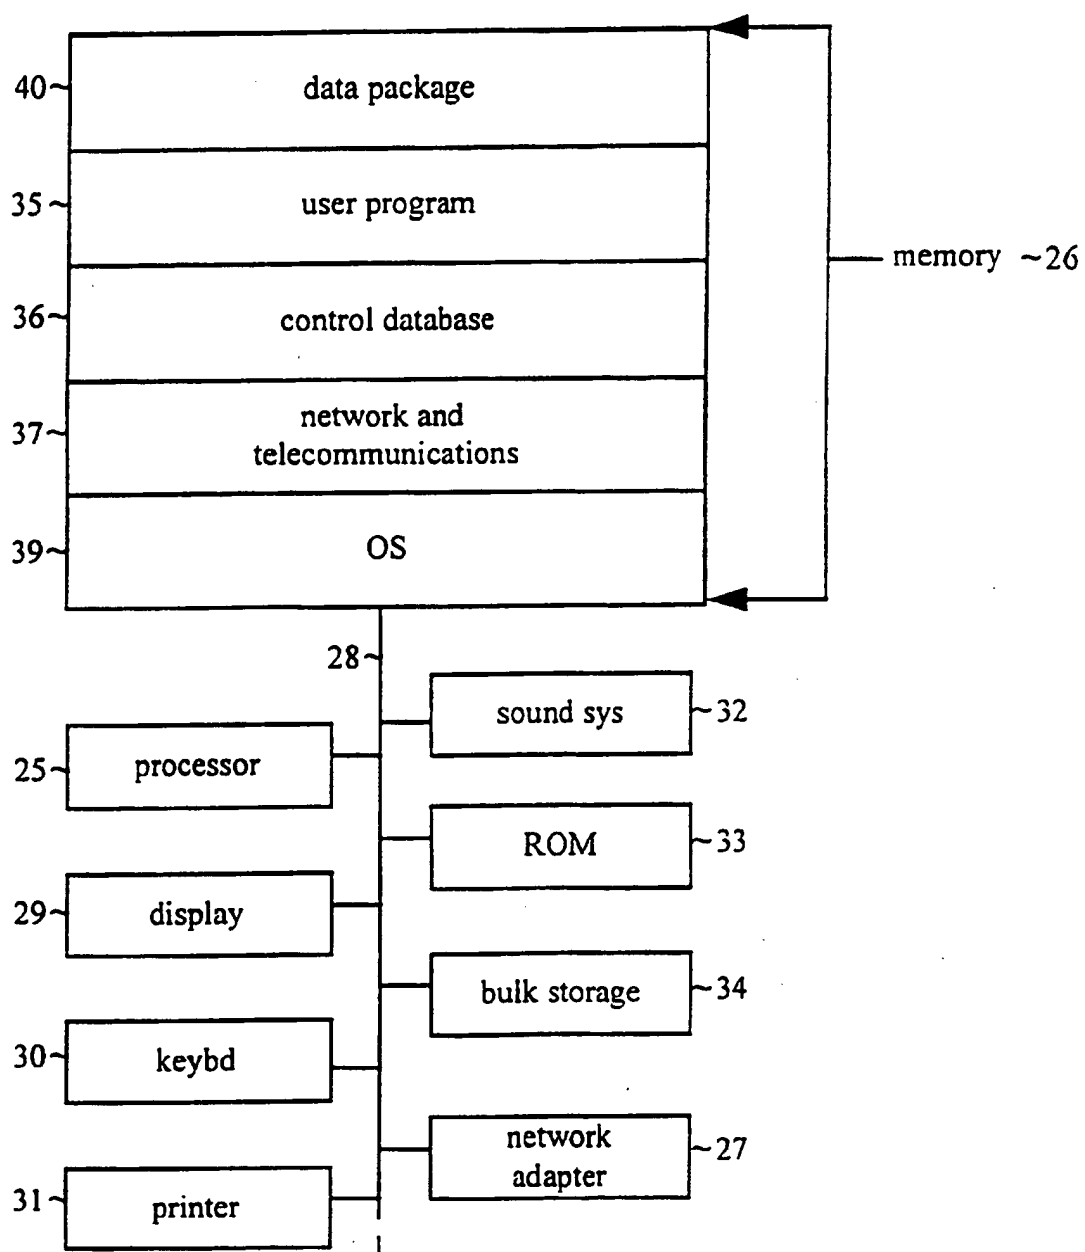 40~ data package
35~ user program
memory ~26
36~ control database
37~ network and
telecommunications
39~ OS
28~
sound sys ~32
25~ processor
ROM ~33
29~ display
bulk storage ~34
30~ keybd
network
adapter ~27
31~ printer